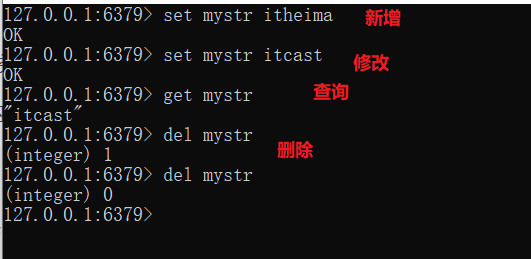 127.0.0.1:6379> set mystr itheima 新增
OK
127.0.0.1:6379> set mystr itcast 修改
OK
127.0.0.1:6379> get mystr 查询
"itcast"
127.0.0.1:6379> del mystr
(integer) 1 删除
127.0.0.1:6379> del mystr
(integer) 0
127.0.0.1:6379>